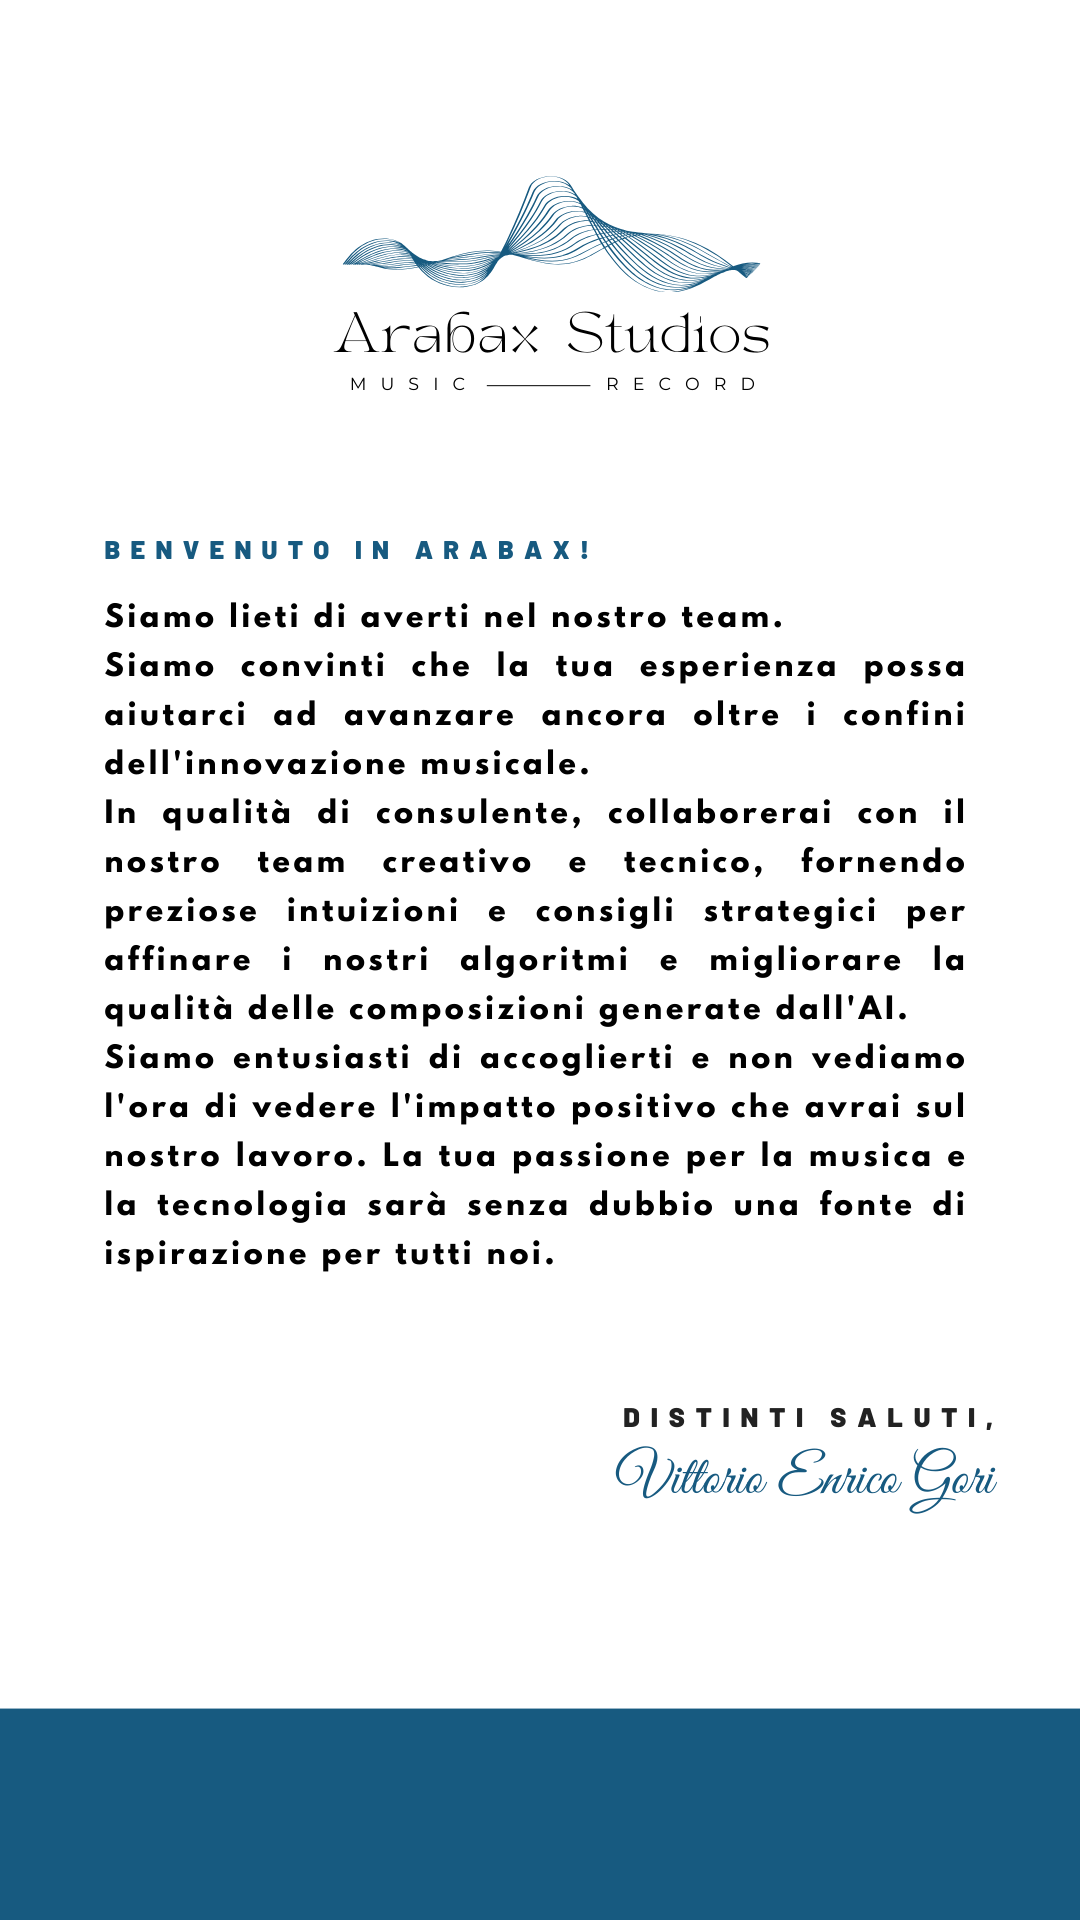 Arabax Studios
MUSIC RECORD
BENVENUTO IN ARABAX!
Siamo lieti di averti nel nostro team.
Siamo convinti che la tua esperienza possa
aiutarci ad avanzare ancora oltre i confini
dell'innovazione musicale.
In qualità di consulente, collaborerai con il
nostro team creativo e tecnico, fornendo
preziose intuizioni e consigli strategici per
affinare i nostri algoritmi e migliorare la
qualità delle composizioni generate dall'AI.
Siamo entusiasti di accoglierti e non vediamo
l'ora di vedere l'impatto positivo che avrai sul
nostro lavoro. La tua passione per la musica e
la tecnologia sarà senza dubbio una fonte di
ispirazione per tutti noi.
DISTINTI SALUTI,
Vittorio Enrico Gori